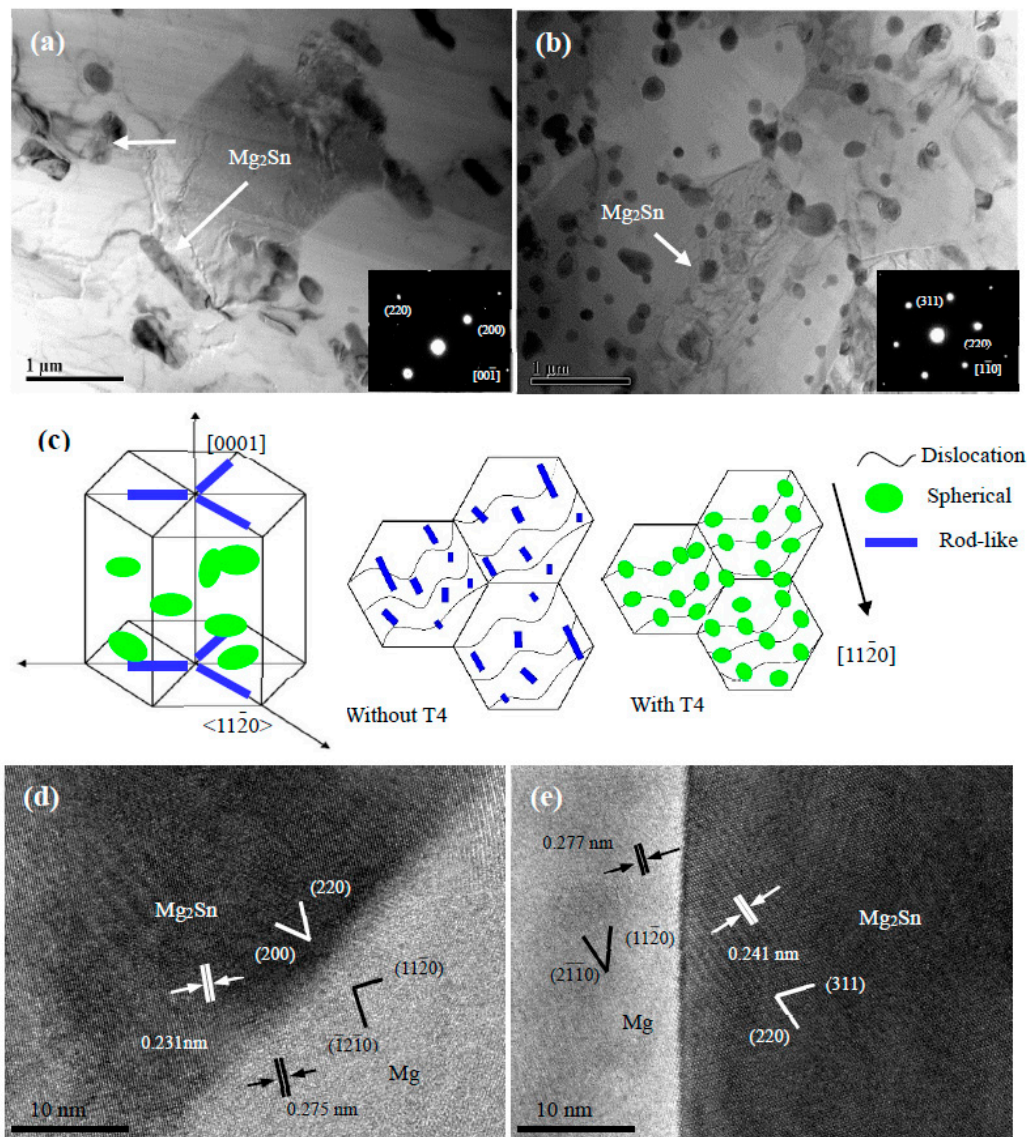 (a)
Mg₂Sn
(220)
(200)
[001̅]
1 μm
(b)
Mg₂Sn
(311)
(220)
[11̅0]
1 μm
(c)
[0001]
<112̅0>
Without T4
With T4
Dislocation
Spherical
Rod-like
[112̅0]
(d)
Mg₂Sn
(220)
(200)
0.231nm
(112̅0)
(1̅21̅0)
Mg
0.275 nm
10 nm
(e)
0.277 nm
Mg₂Sn
(112̅0)
0.241 nm
(21̅1̅0)
(311)
(220)
Mg
10 nm